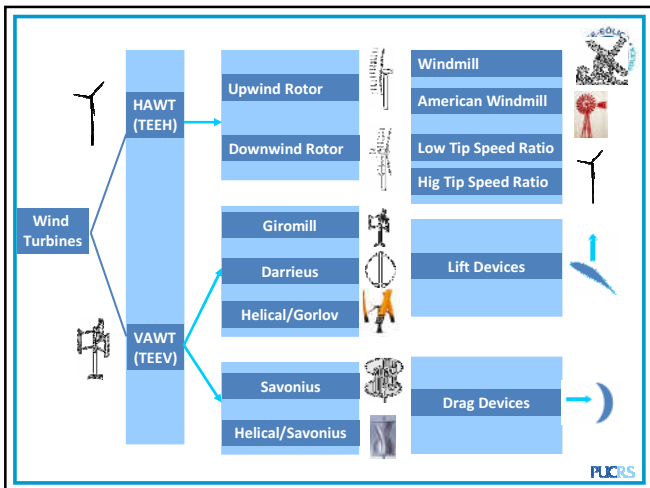 Wind
Turbines
HAWT
(TEEH)
VAWT
(TEEV)
Upwind Rotor
Downwind Rotor
Giromill
Darrieus
Helical/Gorlov
Savonius
Helical/Savonius
Windmill
American Windmill
Low Tip Speed Ratio
Hig Tip Speed Ratio
Lift Devices
Drag Devices
PUCRS